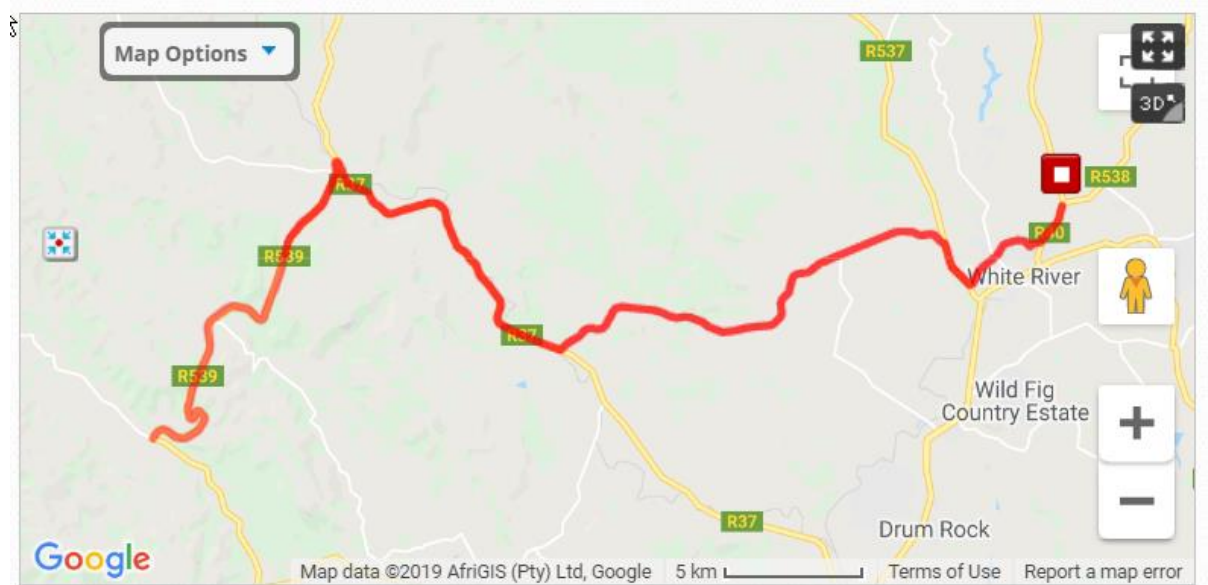 Map Options
R537
3D
R37
R538
R539
R40
White River
R37
R539
Wild Fig
Country Estate
R37
Drum Rock
Google
Map data ©2019 AfriGIS (Pty) Ltd, Google 5 km Terms of Use Report a map error